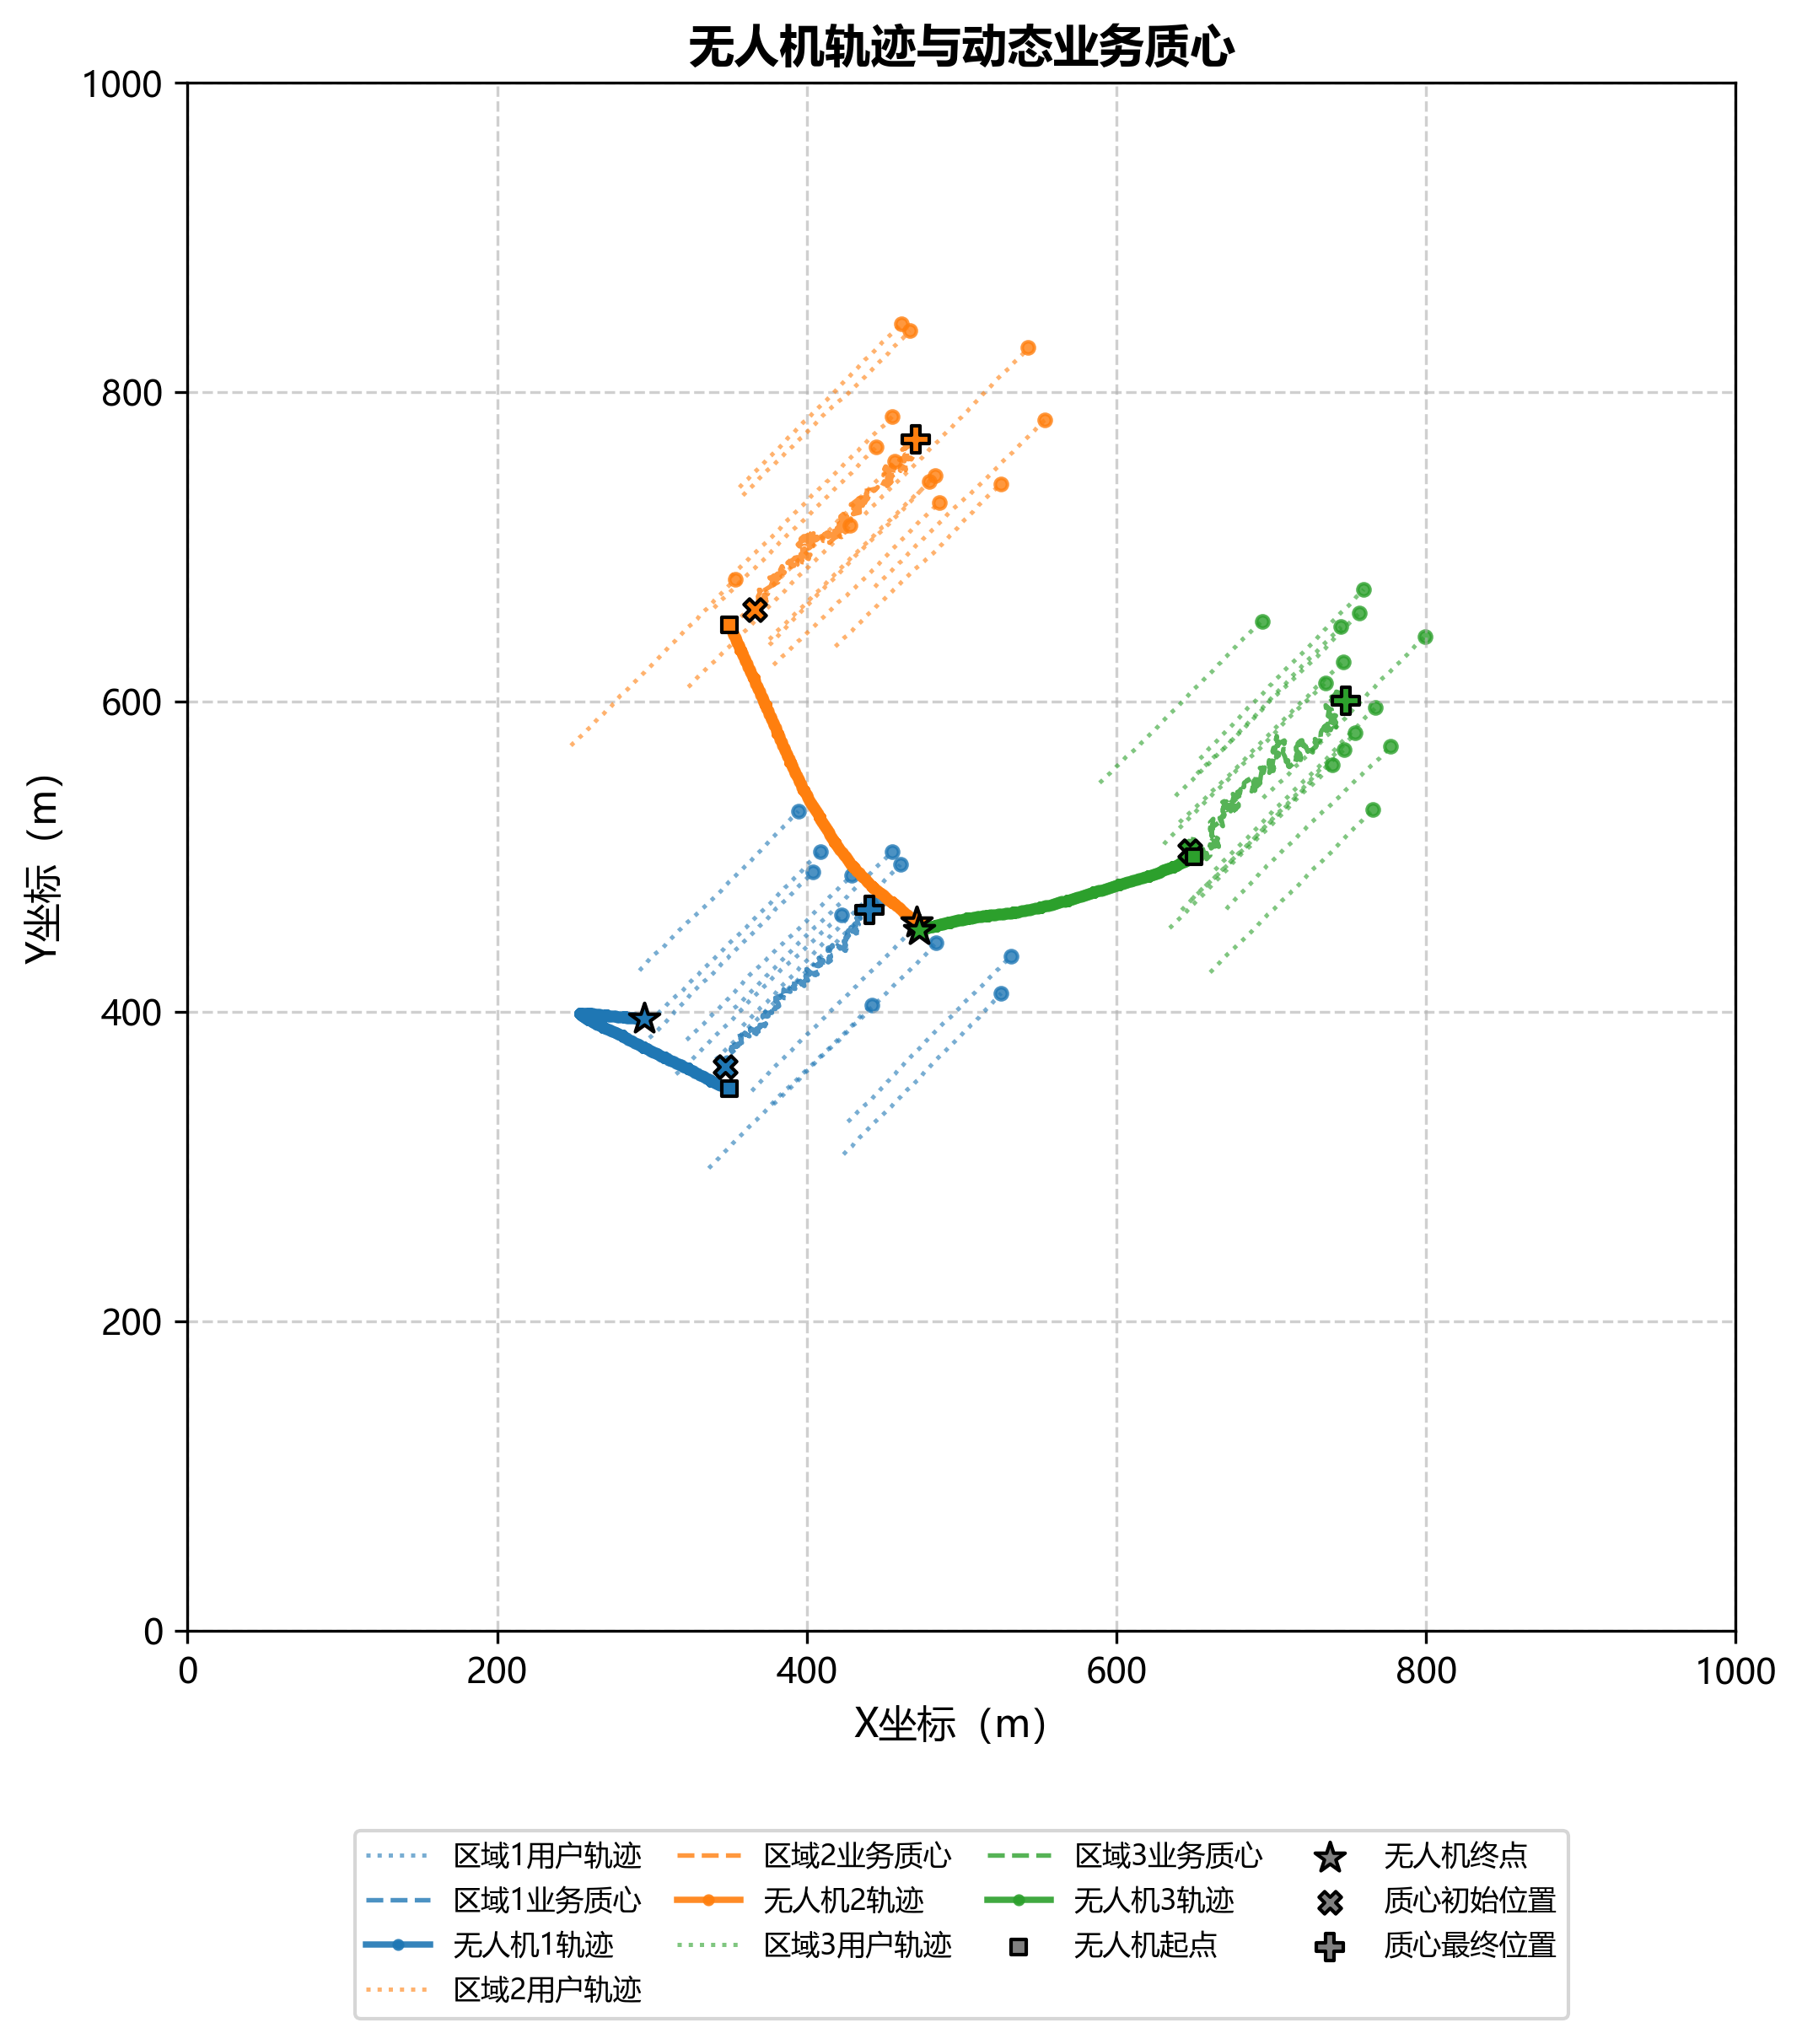 无人机轨迹与动态业务质心
Y坐标（m）
1000
800
600
400
200
0
0 200 400 600 800 1000
X坐标（m）
区域1用户轨迹
区域1业务质心
无人机1轨迹
区域2用户轨迹
区域2业务质心
无人机2轨迹
区域3用户轨迹
区域3业务质心
无人机3轨迹
无人机起点
无人机终点
质心初始位置
质心最终位置